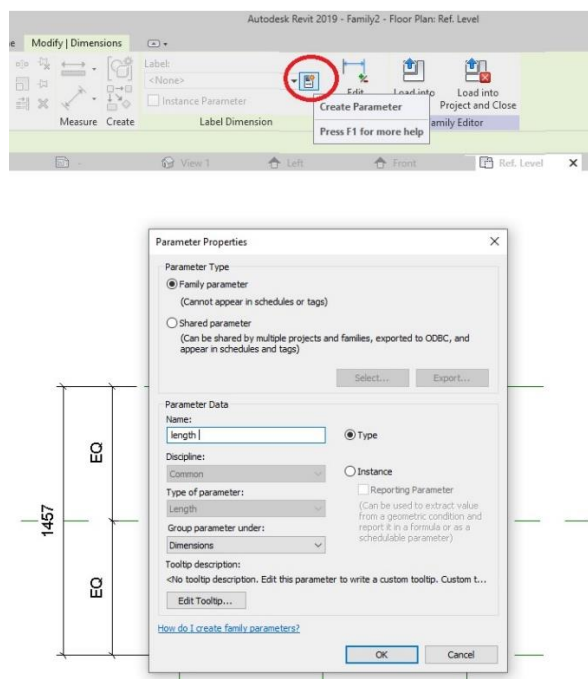 Autodesk Revit 2019 - Family2 - Floor Plan: Ref. Level
e Modify | Dimensions
Label:
<None>
Instance Parameter
Edit
Load into
Load into
Project and Close
Create Parameter
Press F1 for more help
Measure Create Label Dimension amily Editor
View 1 Left Front Ref. Level X
Parameter Properties
Parameter Type
Family parameter
(Cannot appear in schedules or tags)
Shared parameter
(Can be shared by multiple projects and families, exported to ODBC, and
appear in schedules and tags)
Select... Export...
Parameter Data
Name:
length
Type
Discipline:
Common
Instance
Reporting Parameter
(Can be used to extract value
from a geometric condition and
report it in a formula or as a
schedulable parameter)
Type of parameter:
Length
Group parameter under:
Dimensions
Tooltip description:
<No tooltip description. Edit this parameter to write a custom tooltip. Custom t...
Edit Tooltip...
How do I create family parameters?
OK Cancel
EQ
1457
EQ